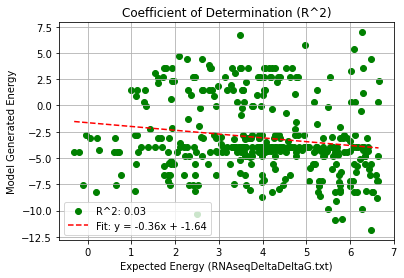 Coefficient of Determination (R^2)
Model Generated Energy
7.5
5.0
2.5
0.0
−2.5
−5.0
−7.5
−10.0
−12.5
R^2: 0.03
Fit: y = -0.36x + -1.64
0 1 2 3 4 5 6 7
Expected Energy (RNAseqDeltaDeltaG.txt)